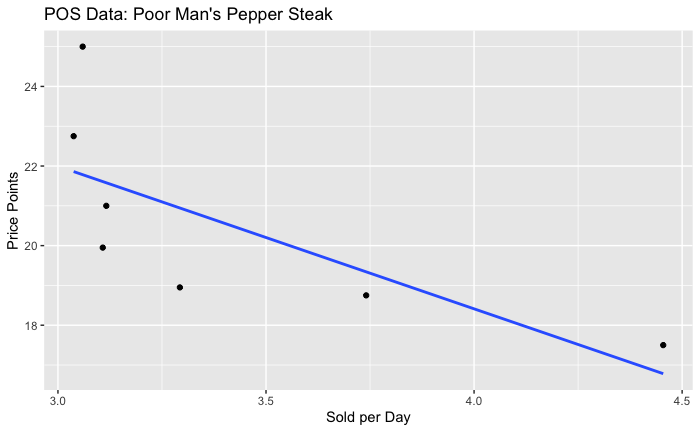 POS Data: Poor Man's Pepper Steak
24
22
20
18
Price Points
3.0
3.5
4.0
4.5
Sold per Day